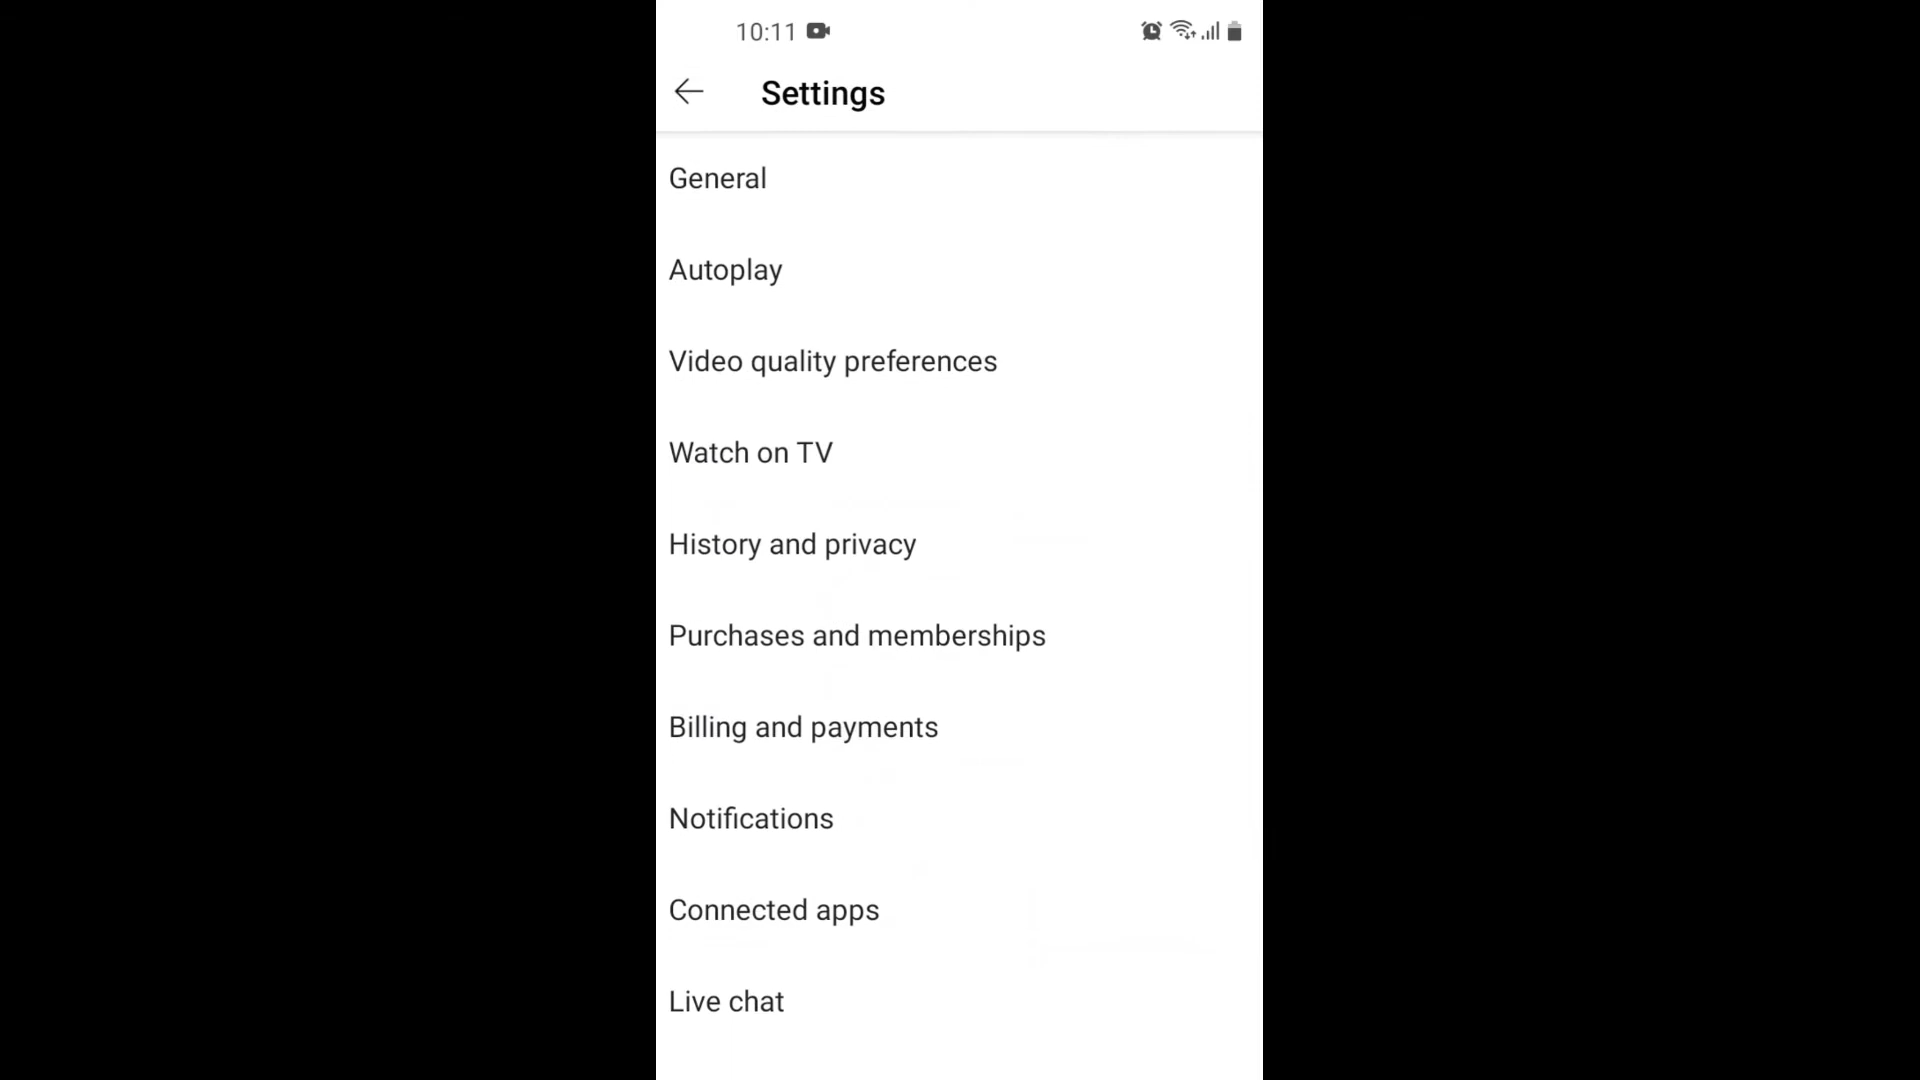 10:11
Settings
General
Autoplay
Video quality preferences
Watch on TV
History and privacy
Purchases and memberships
Billing and payments
Notifications
Connected apps
Live chat